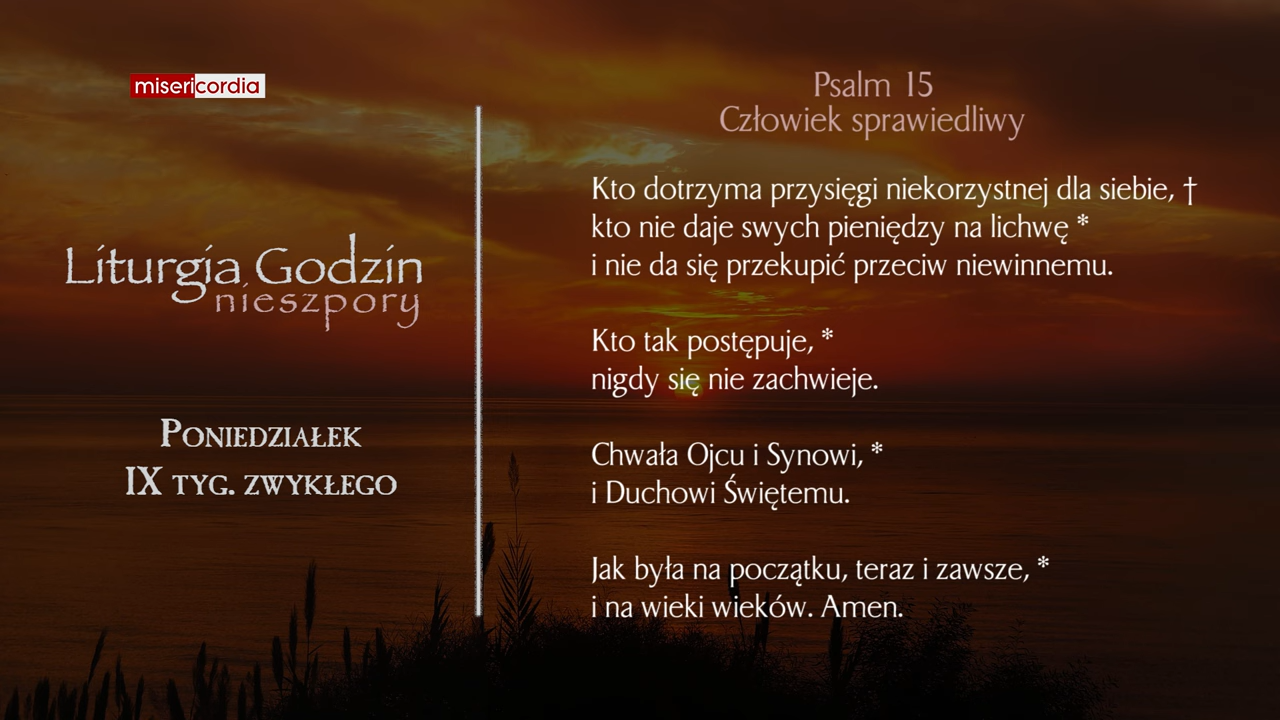 misericordia
Liturgia Godzin
nieszpory
Poniedziałek
IX tyg. zwykłego
Psalm 15
Człowiek sprawiedliwy
Kto dotrzyma przysięgi niekorzystnej dla siebie, †
kto nie daje swych pieniędzy na lichwę *
i nie da się przekupić przeciw niewinnemu.
Kto tak postępuje, *
nigdy się nie zachwieje.
Chwała Ojcu i Synowi, *
i Duchowi Świętemu.
Jak była na początku, teraz i zawsze, *
i na wieki wieków. Amen.